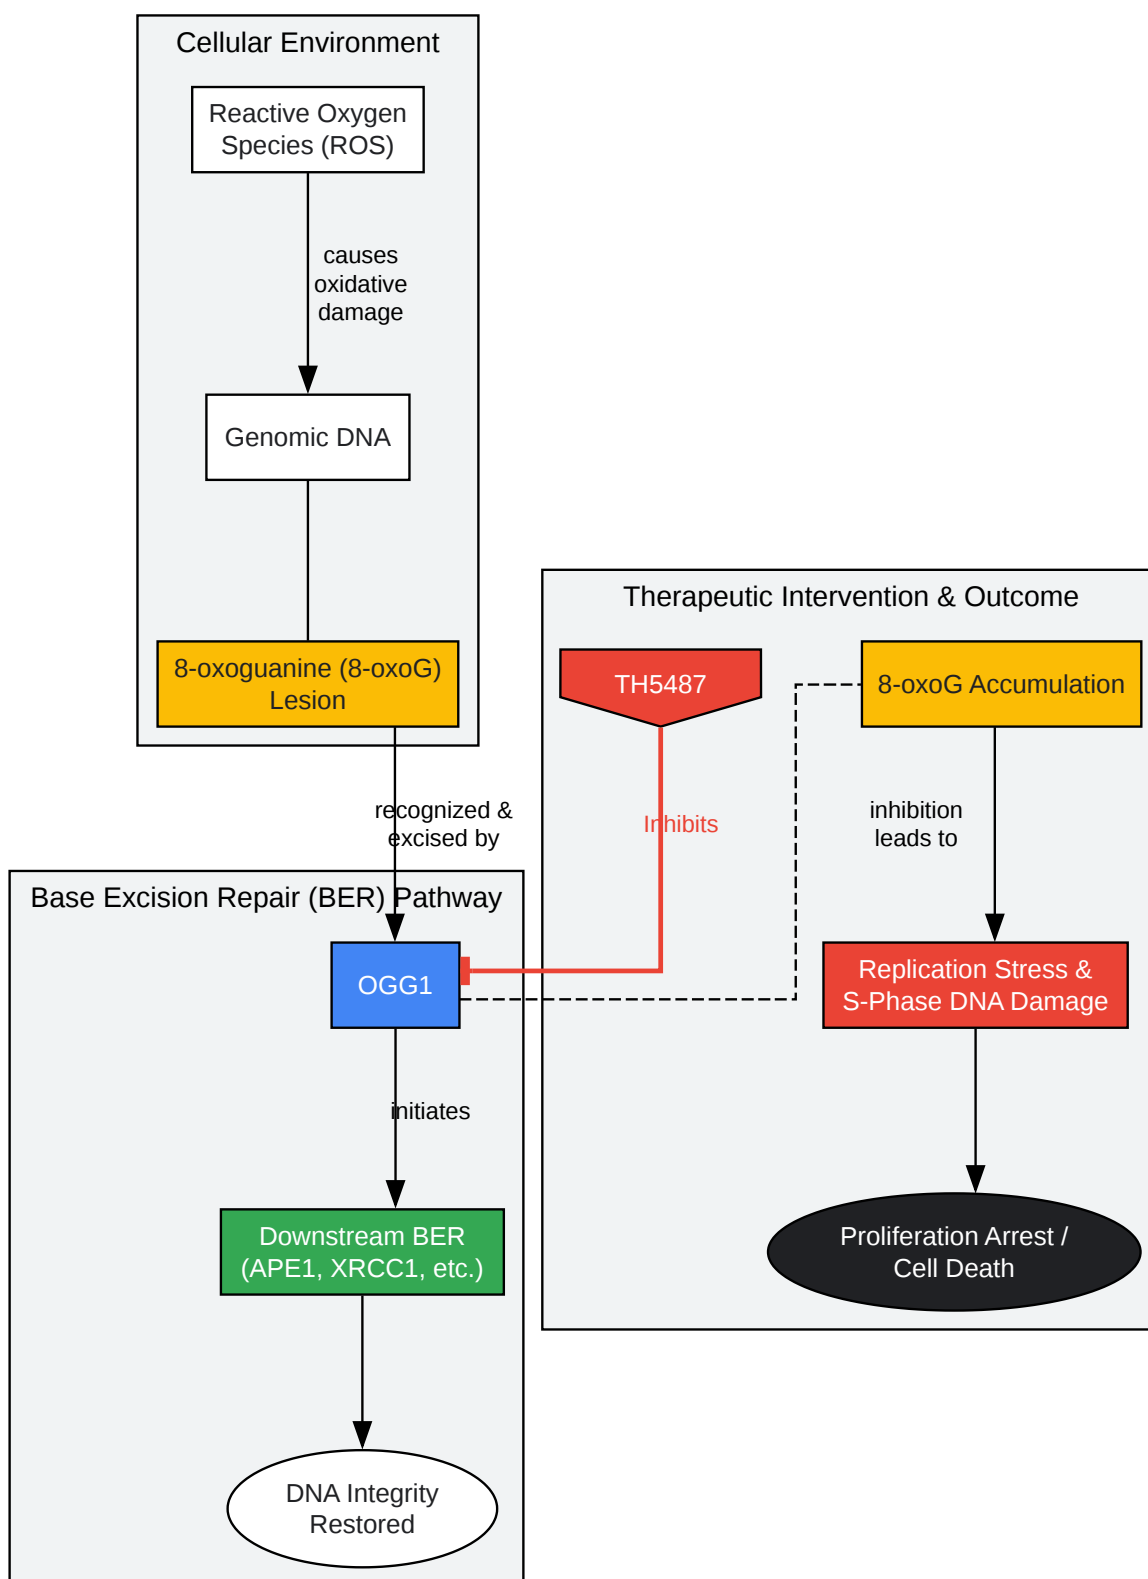 Cellular Environment
Reactive Oxygen
Species (ROS)
causes
oxidative
damage
Genomic DNA
8-oxoguanine (8-oxoG)
Lesion
recognized &
excised by
Base Excision Repair (BER) Pathway
OGG1
initiates
Downstream BER
(APE1, XRCC1, etc.)
DNA Integrity
Restored
Therapeutic Intervention & Outcome
TH5487
Inhibits
8-oxoG Accumulation
inhibition
leads to
Replication Stress &
S-Phase DNA Damage
Proliferation Arrest /
Cell Death